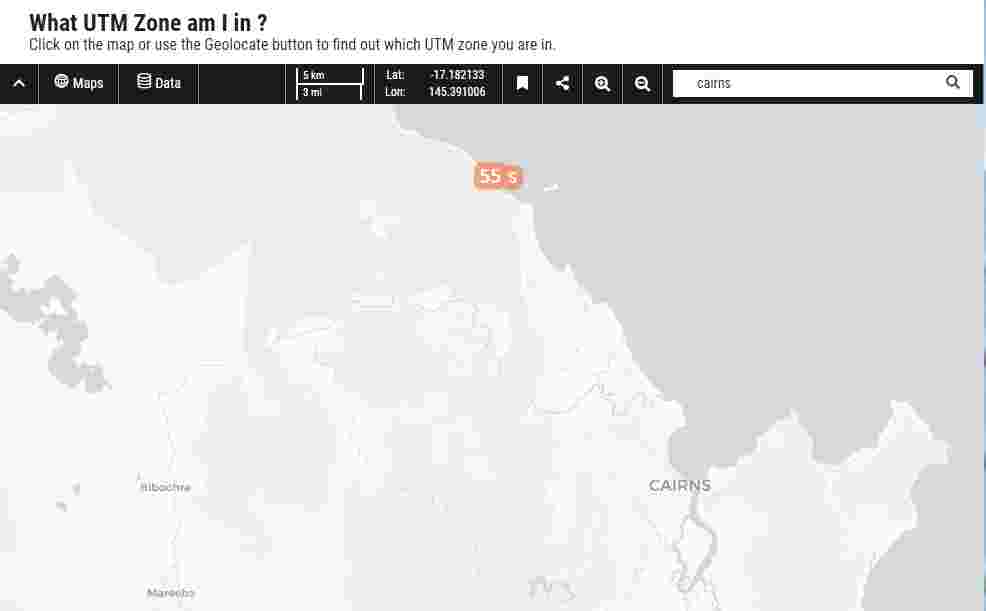 What UTM Zone am I in ?
Click on the map or use the Geolocate button to find out which UTM zone you are in.
Maps
Data
5 km
3 mi
Lat: -17.182133
Lon: 145.391006
cairns
55 S
CAIRNS
Biboohra
Mareeba